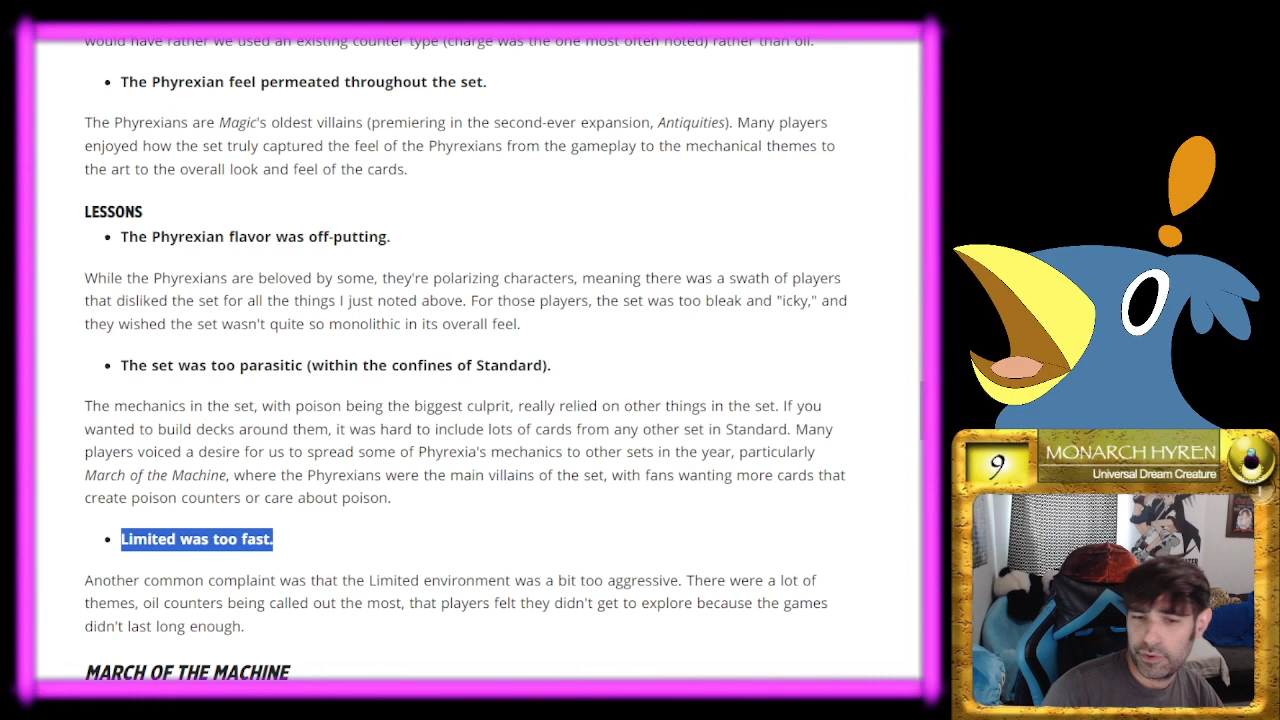 would have rather we used an existing counter type (charge was the one most often noted) rather than oil.
• The Phyrexian feel permeated throughout the set.
The Phyrexians are Magic's oldest villains (premiering in the second-ever expansion, Antiquities). Many players
enjoyed how the set truly captured the feel of the Phyrexians from the gameplay to the mechanical themes to
the art to the overall look and feel of the cards.
LESSONS
• The Phyrexian flavor was off-putting.
While the Phyrexians are beloved by some, they're polarizing characters, meaning there was a swath of players
that disliked the set for all the things I just noted above. For those players, the set was too bleak and "icky," and
they wished the set wasn't quite so monolithic in its overall feel.
• The set was too parasitic (within the confines of Standard).
The mechanics in the set, with poison being the biggest culprit, really relied on other things in the set. If you
wanted to build decks around them, it was hard to include lots of cards from any other set in Standard. Many
players voiced a desire for us to spread some of Phyrexia's mechanics to other sets in the year, particularly
March of the Machine, where the Phyrexians were the main villains of the set, with fans wanting more cards that
create poison counters or care about poison.
• Limited was too fast.
Another common complaint was that the Limited environment was a bit too aggressive. There were a lot of
themes, oil counters being called out the most, that players felt they didn't get to explore because the games
didn't last long enough.
MARCH OF THE MACHINE
9
MONARCH HYREN
Universal Dream Creature